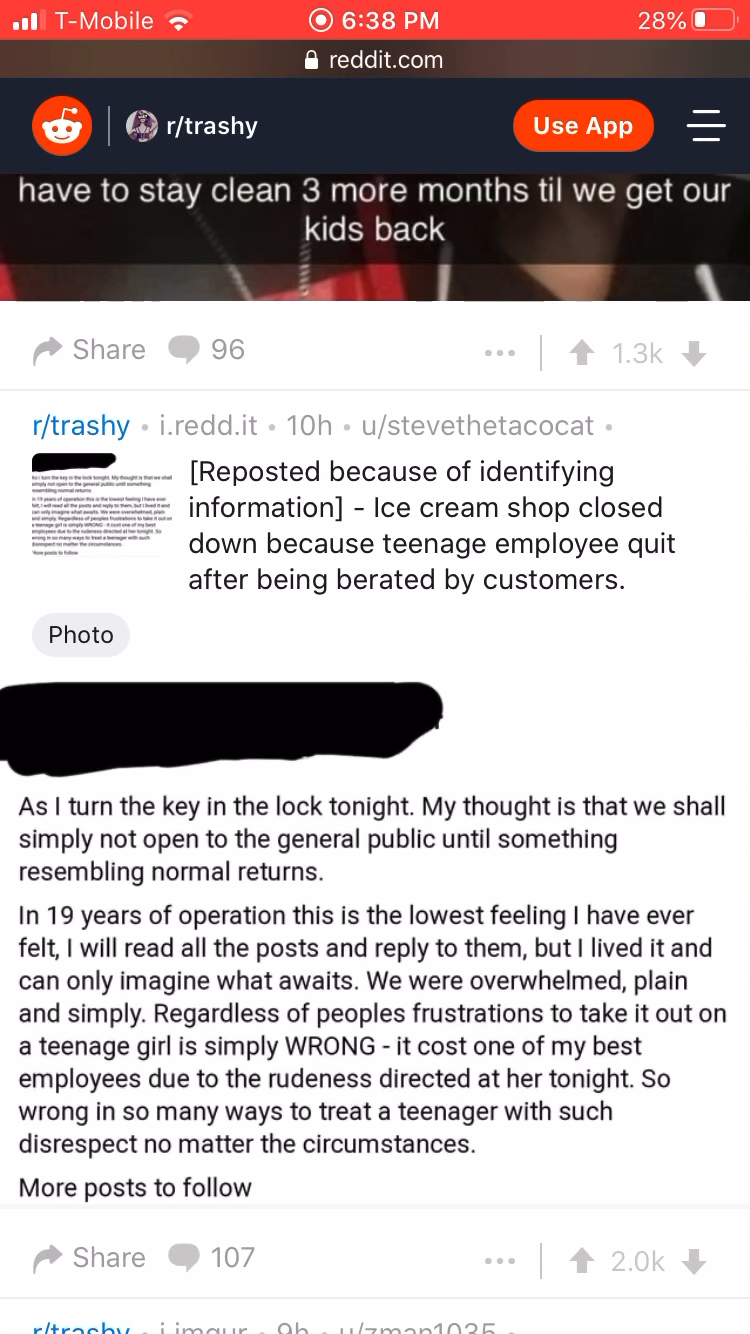 T-Mobile 6:38 PM 28%
reddit.com
r/trashy Use App
have to stay clean 3 more months til we get our
kids back
Share 96 ... 1.3k
r/trashy • i.redd.it • 10h • u/stevethetacocat •
[Reposted because of identifying
information] - Ice cream shop closed
down because teenage employee quit
after being berated by customers.
Photo
As I turn the key in the lock tonight. My thought is that we shall
simply not open to the general public until something
resembling normal returns.
In 19 years of operation this is the lowest feeling I have ever
felt, I will read all the posts and reply to them, but I lived it and
can only imagine what awaits. We were overwhelmed, plain
and simply. Regardless of peoples frustrations to take it out on
a teenage girl is simply WRONG - it cost one of my best
employees due to the rudeness directed at her tonight. So
wrong in so many ways to treat a teenager with such
disrespect no matter the circumstances.
More posts to follow
Share 107 ... 2.0k
r/trashy • i.imgur • 9h • u/zman1035 •